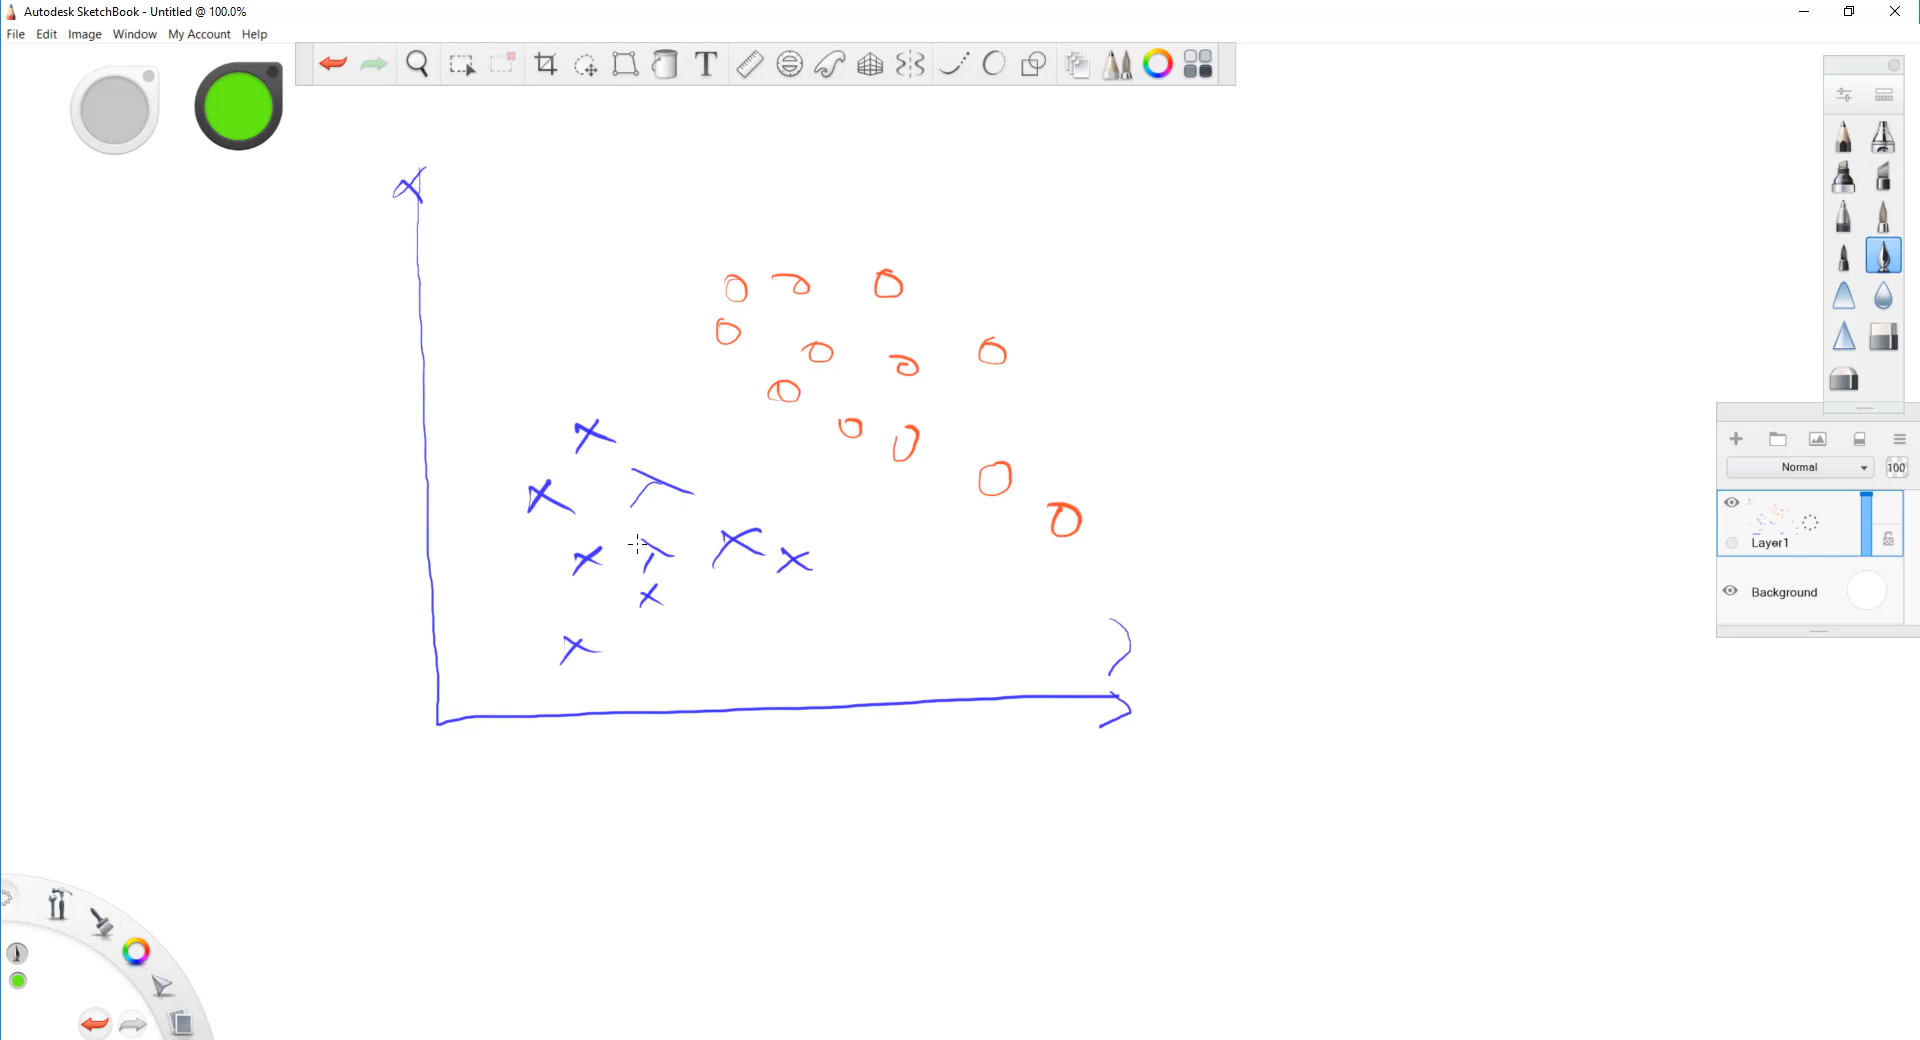 Autodesk SketchBook - Untitled @ 100.0%
File Edit Image Window My Account Help
T
Normal 100
Layer1
Background